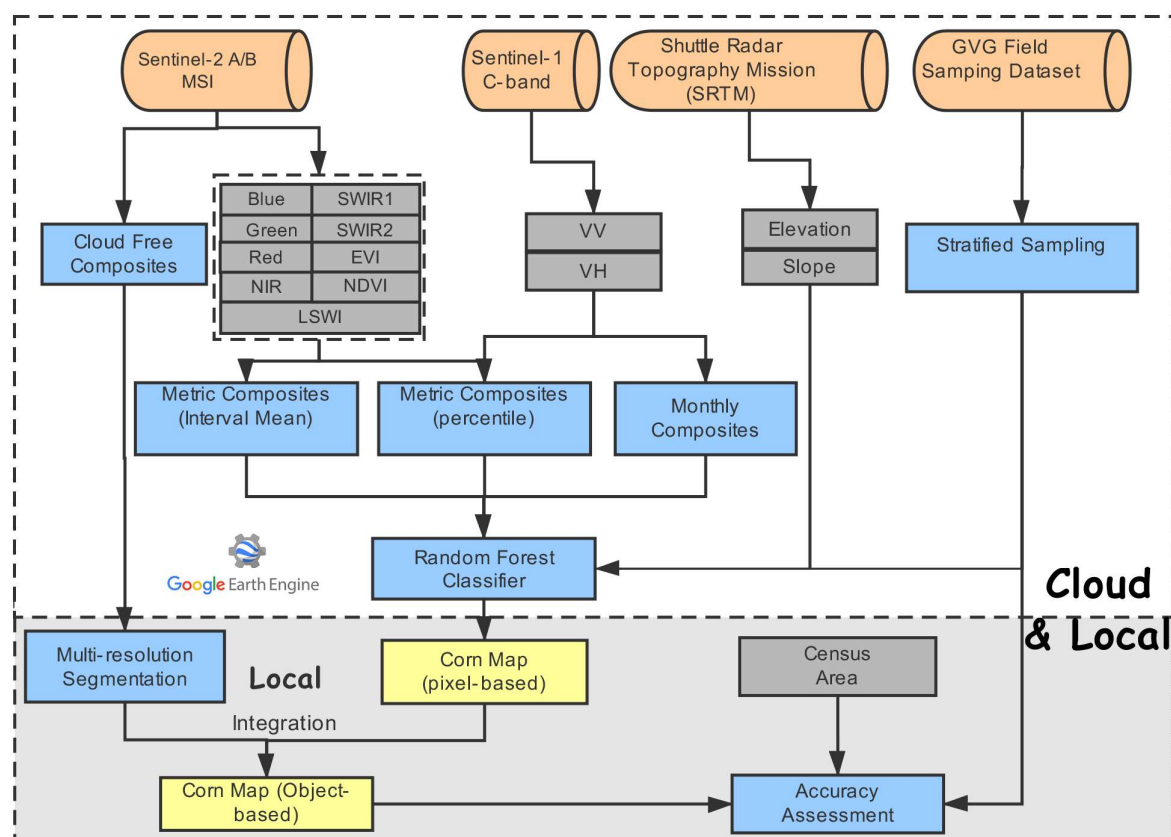 Sentinel-2 A/B
MSI
Sentinel-1
C-band
Shuttle Radar
Topography Mission
(SRTM)
GVG Field
Samping Dataset
Blue
SWIR1
Green
SWIR2
Red
EVI
NIR
NDVI
LSWI
Cloud Free
Composites
VV
VH
Elevation
Slope
Stratified Sampling
Metric Composites
(Interval Mean)
Metric Composites
(percentile)
Monthly
Composites
Google Earth Engine
Random Forest
Classifier
Cloud
& Local
Multi-resolution
Segmentation
Local
Corn Map
(pixel-based)
Census
Area
Integration
Corn Map (Object-
based)
Accuracy
Assessment